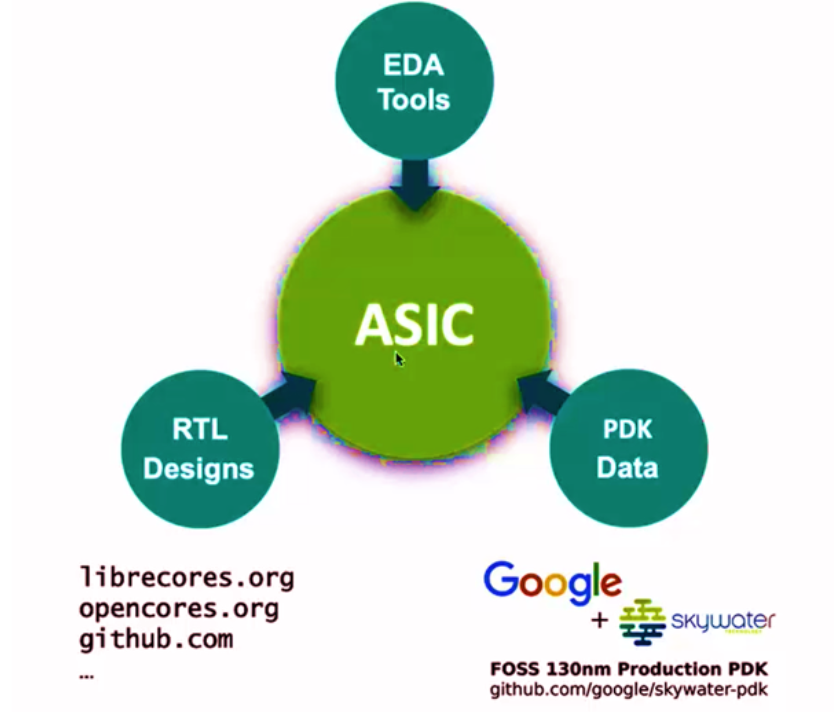 EDA
Tools
ASIC
RTL
Designs
PDK
Data
librecores.org
opencores.org
github.com
...
Google
+ skywater
TECHNOLOGY
FOSS 130nm Production PDK
github.com/google/skywater-pdk